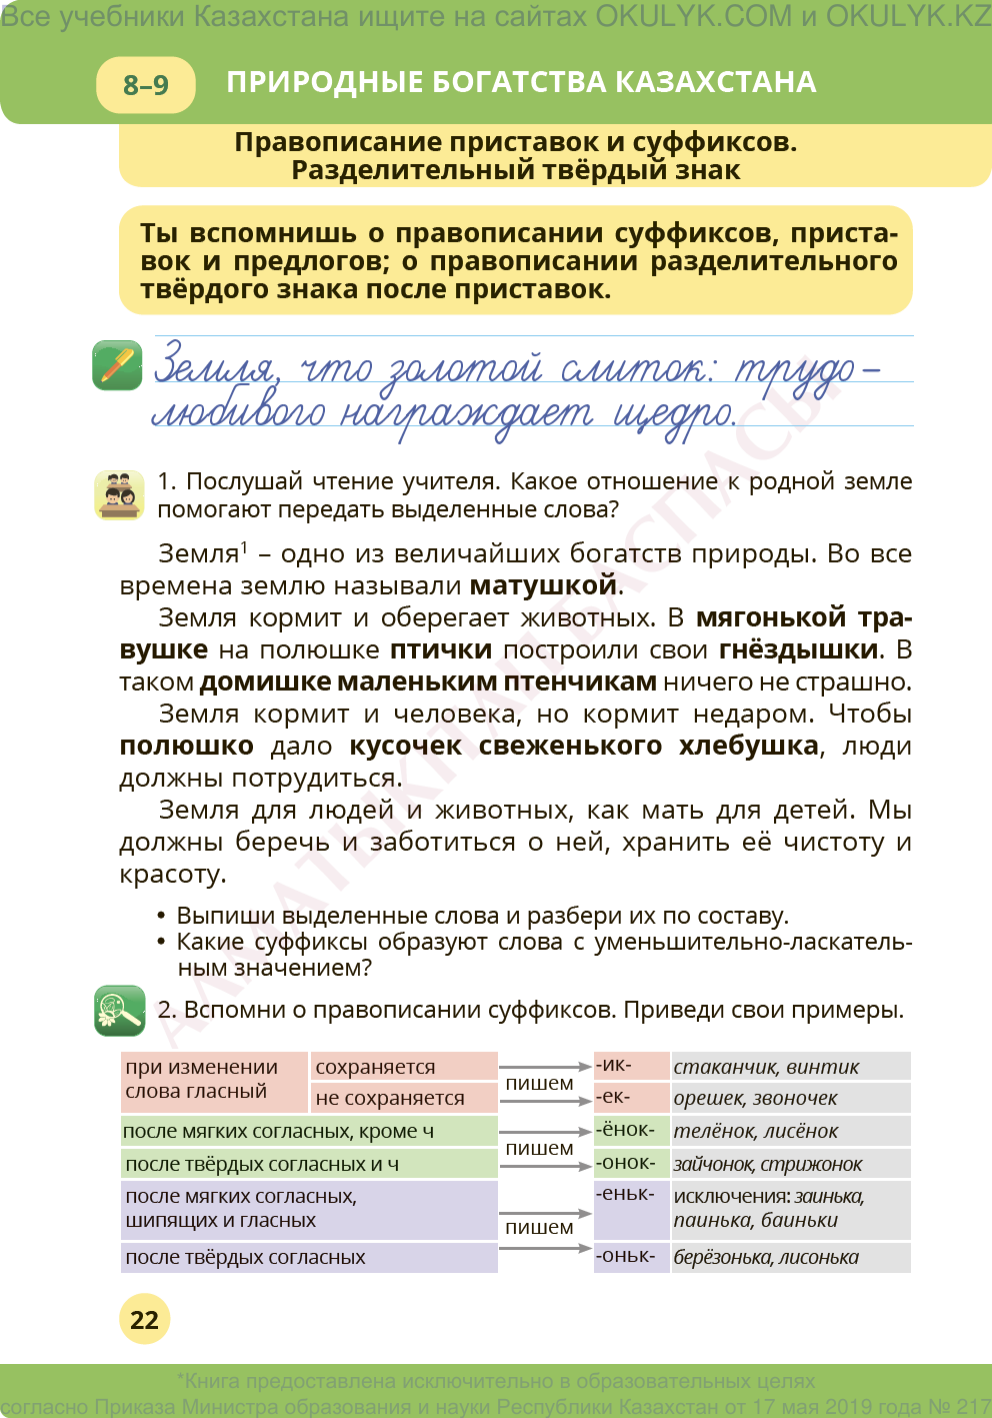 Все учебники Казахстана ищите на сайтах OKULYK.COM и OKULYK.KZ
8–9
ПРИРОДНЫЕ БОГАТСТВА КАЗАХСТАНА
Правописание приставок и суффиксов.
Разделительный твёрдый знак
Ты вспомнишь о правописании суффиксов, приста-
вок и предлогов; о правописании разделительного
твёрдого знака после приставок.
Земля, что золотой слиток: трудо–
любивого награждает щедро.
1. Послушай чтение учителя. Какое отношение к родной земле
помогают передать выделенные слова?
Земля¹ – одно из величайших богатств природы. Во все
времена землю называли матушкой.
Земля кормит и оберегает животных. В мягонькой тра-
вушке на полюшке птички построили свои гнёздышки. В
таком домишке маленьким птенчикам ничего не страшно.
Земля кормит и человека, но кормит недаром. Чтобы
полюшко дало кусочек свеженького хлебушка, люди
должны потрудиться.
Земля для людей и животных, как мать для детей. Мы
должны беречь и заботиться о ней, хранить её чистоту и
красоту.
• Выпиши выделенные слова и разбери их по составу.
• Какие суффиксы образуют слова с уменьшительно-ласкатель-
ным значением?
2. Вспомни о правописании суффиксов. Приведи свои примеры.
при изменении
слова гласный
сохраняется
пишем
-ик-
стаканчик, винтик
не сохраняется
-ек-
орешек, звоночек
после мягких согласных, кроме ч
пишем
-ёнок-
телёнок, лисёнок
после твёрдых согласных и ч
-онок-
зайчонок, стрижонок
после мягких согласных,
шипящих и гласных
пишем
-еньк-
исключения: заинька,
паинька, баиньки
после твёрдых согласных
-оньк-
берёзонька, лисонька
22
АЛМАТЫКІТАП БАСПАСЫ
*Книга предоставлена исключительно в образовательных целях
согласно Приказа Министра образования и науки Республики Казахстан от 17 мая 2019 года № 217